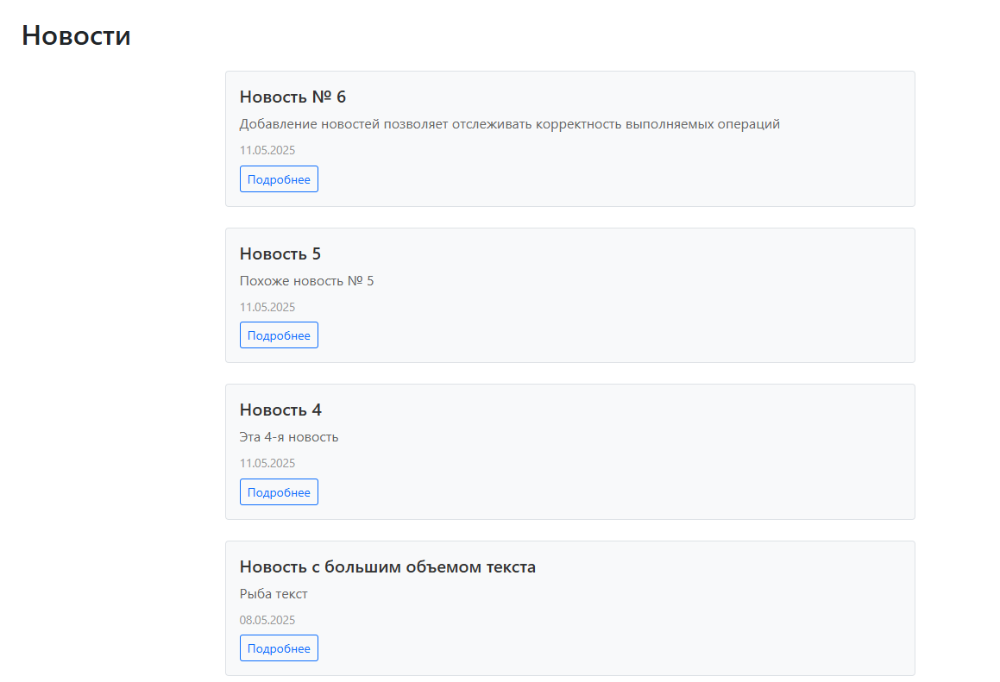 Новости
Новость № 6
Добавление новостей позволяет отслеживать корректность выполняемых операций
11.05.2025
Подробнее
Новость 5
Похоже новость № 5
11.05.2025
Подробнее
Новость 4
Эта 4-я новость
11.05.2025
Подробнее
Новость с большим объемом текста
Рыба текст
08.05.2025
Подробнее